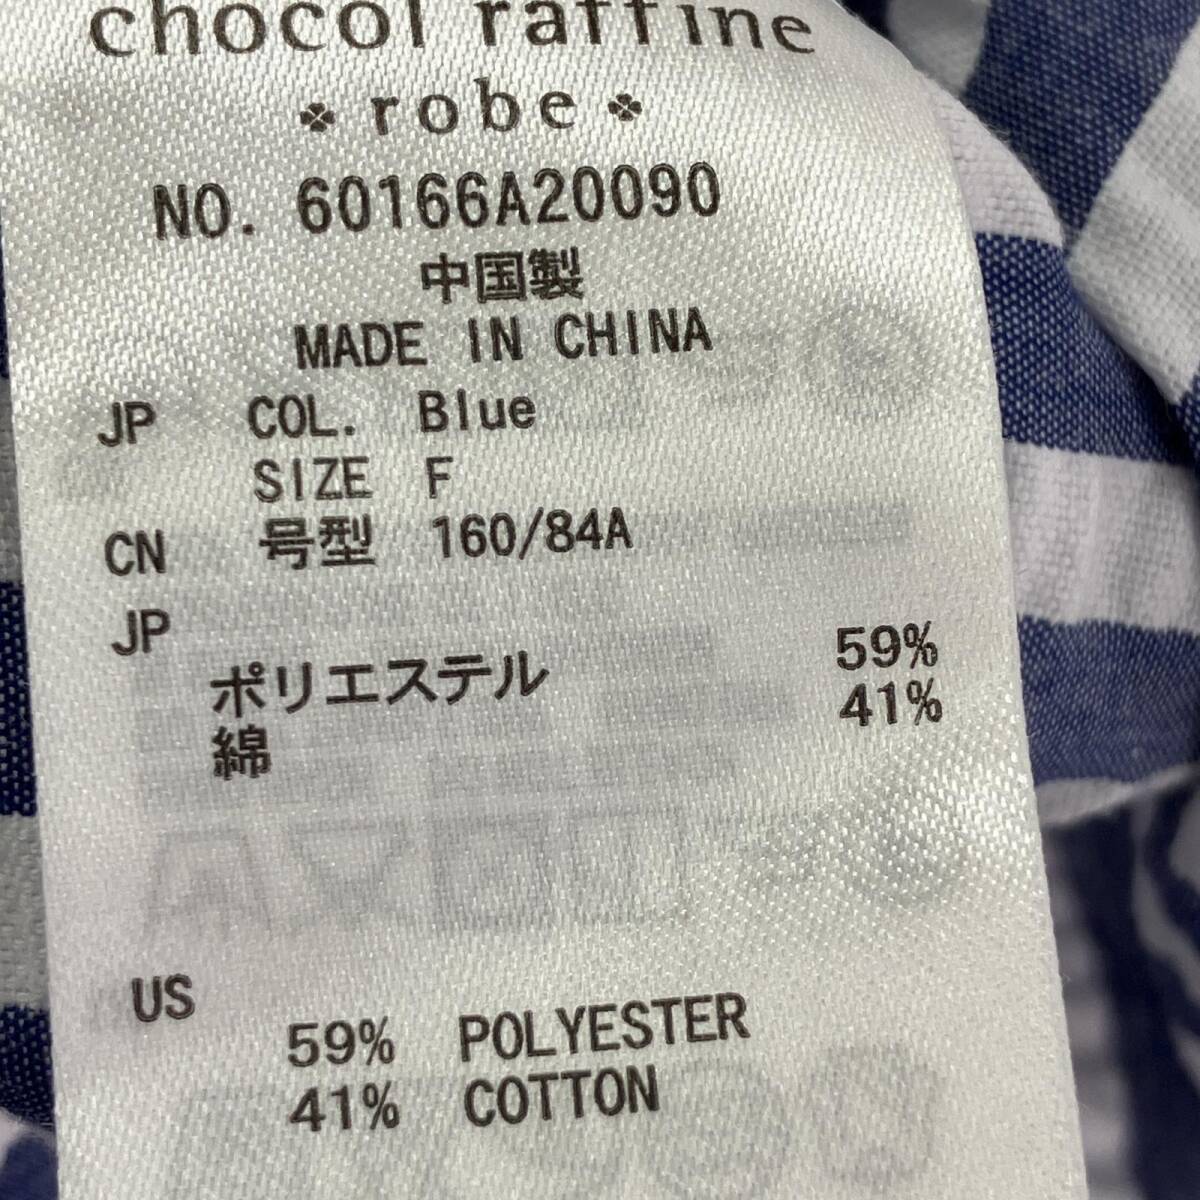 chocol raffine
robe
NO. 60166A20090
中国製
MADE IN CHINA
JP COL. Blue
SIZE F
CN 号型 160/84A
JP
ポリエステル 59%
綿 41%
US
59% POLYESTER
41% COTTON